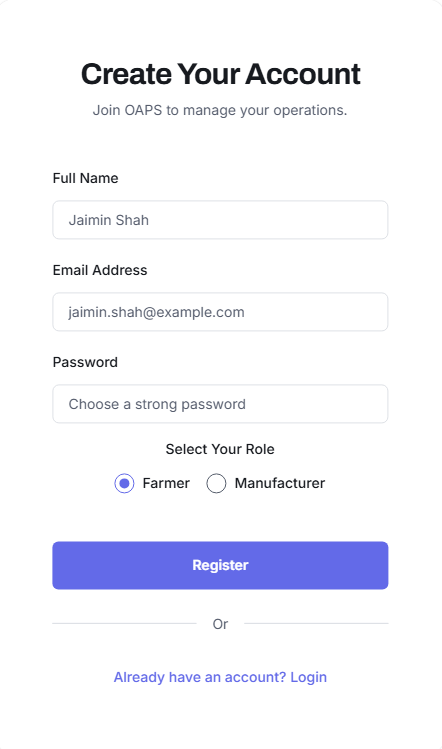 Create Your Account
Join OAPS to manage your operations.
Full Name
Jaimin Shah
Email Address
jaimin.shah@example.com
Password
Choose a strong password
Select Your Role
Farmer Manufacturer
Register
Or
Already have an account? Login